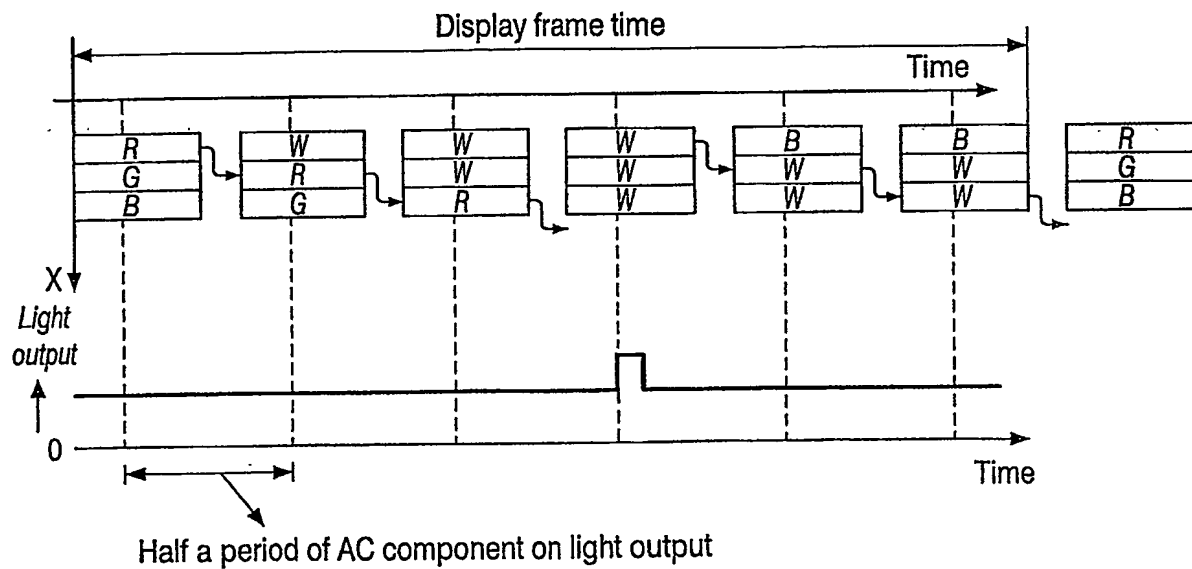 Display frame time
Time
R W W W B B R
G R W W W W G
B G R W W W B
X
Light
output
0
Time
Half a period of AC component on light output